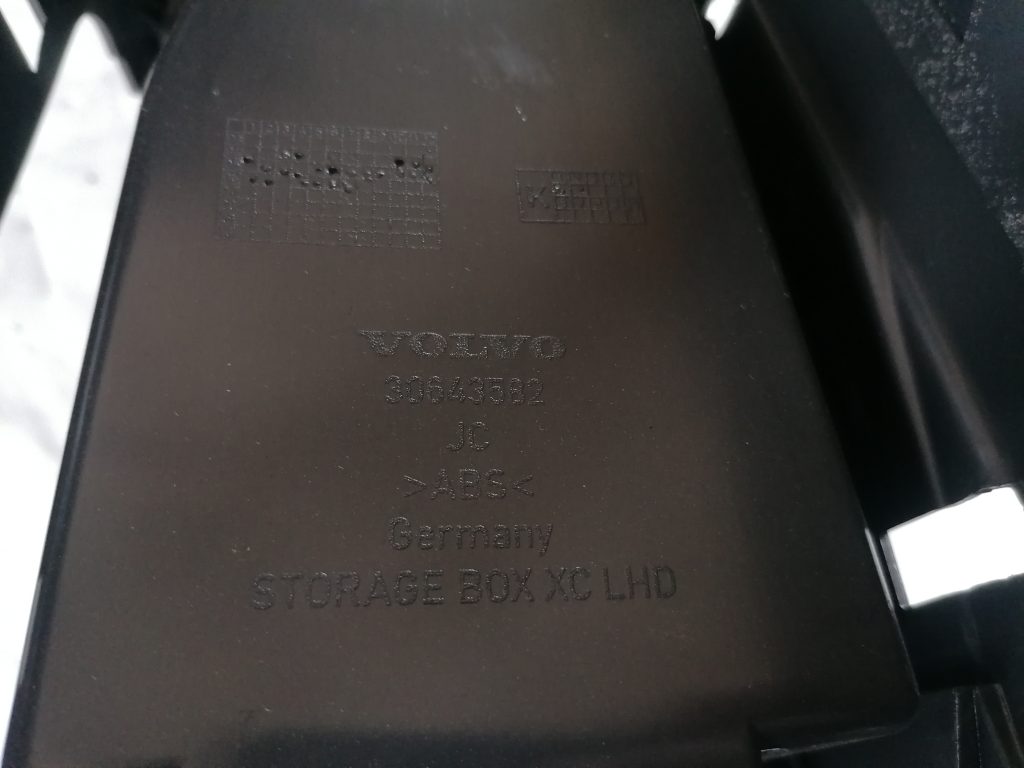 VOLVO
30643582
JC
>ABS<
Germany
STORAGE BOX XC LHD